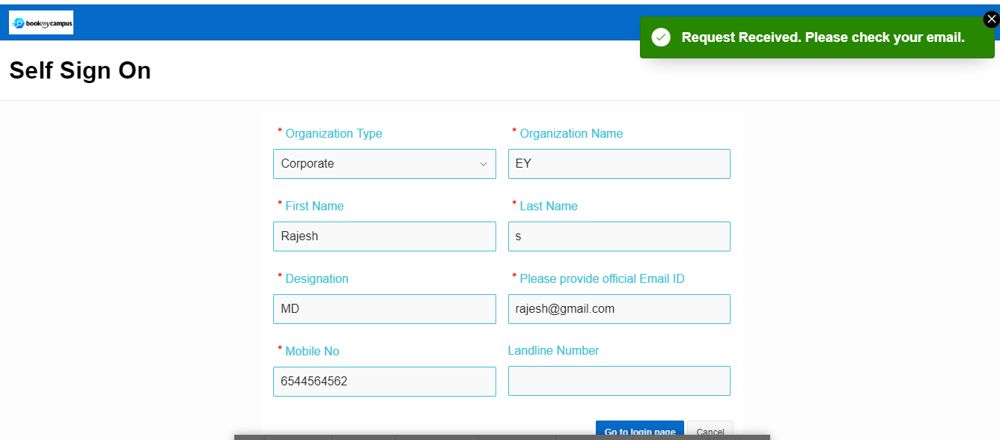 bookmycampus
Request Received. Please check your email.
Self Sign On
* Organization Type
* Organization Name
Corporate
EY
* First Name
* Last Name
Rajesh
s
* Designation
* Please provide official Email ID
MD
rajesh@gmail.com
* Mobile No
Landline Number
6544564562
Go to login page
Cancel